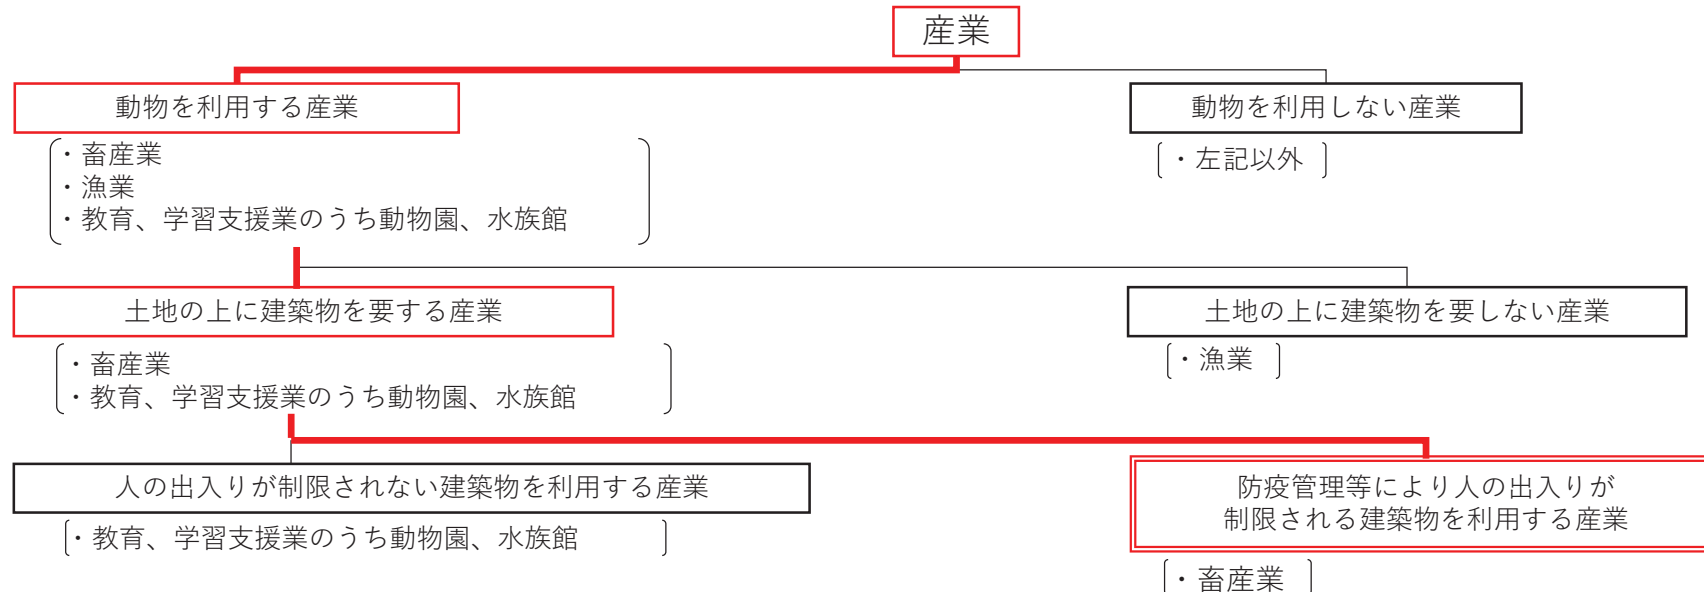 産業
動物を利用する産業
動物を利用しない産業
・畜産業
・漁業
・教育、学習支援業のうち動物園、水族館
・左記以外
土地の上に建築物を要する産業
土地の上に建築物を要しない産業
・畜産業
・教育、学習支援業のうち動物園、水族館
・漁業
人の出入りが制限されない建築物を利用する産業
防疫管理等により人の出入りが
制限される建築物を利用する産業
・教育、学習支援業のうち動物園、水族館
・畜産業